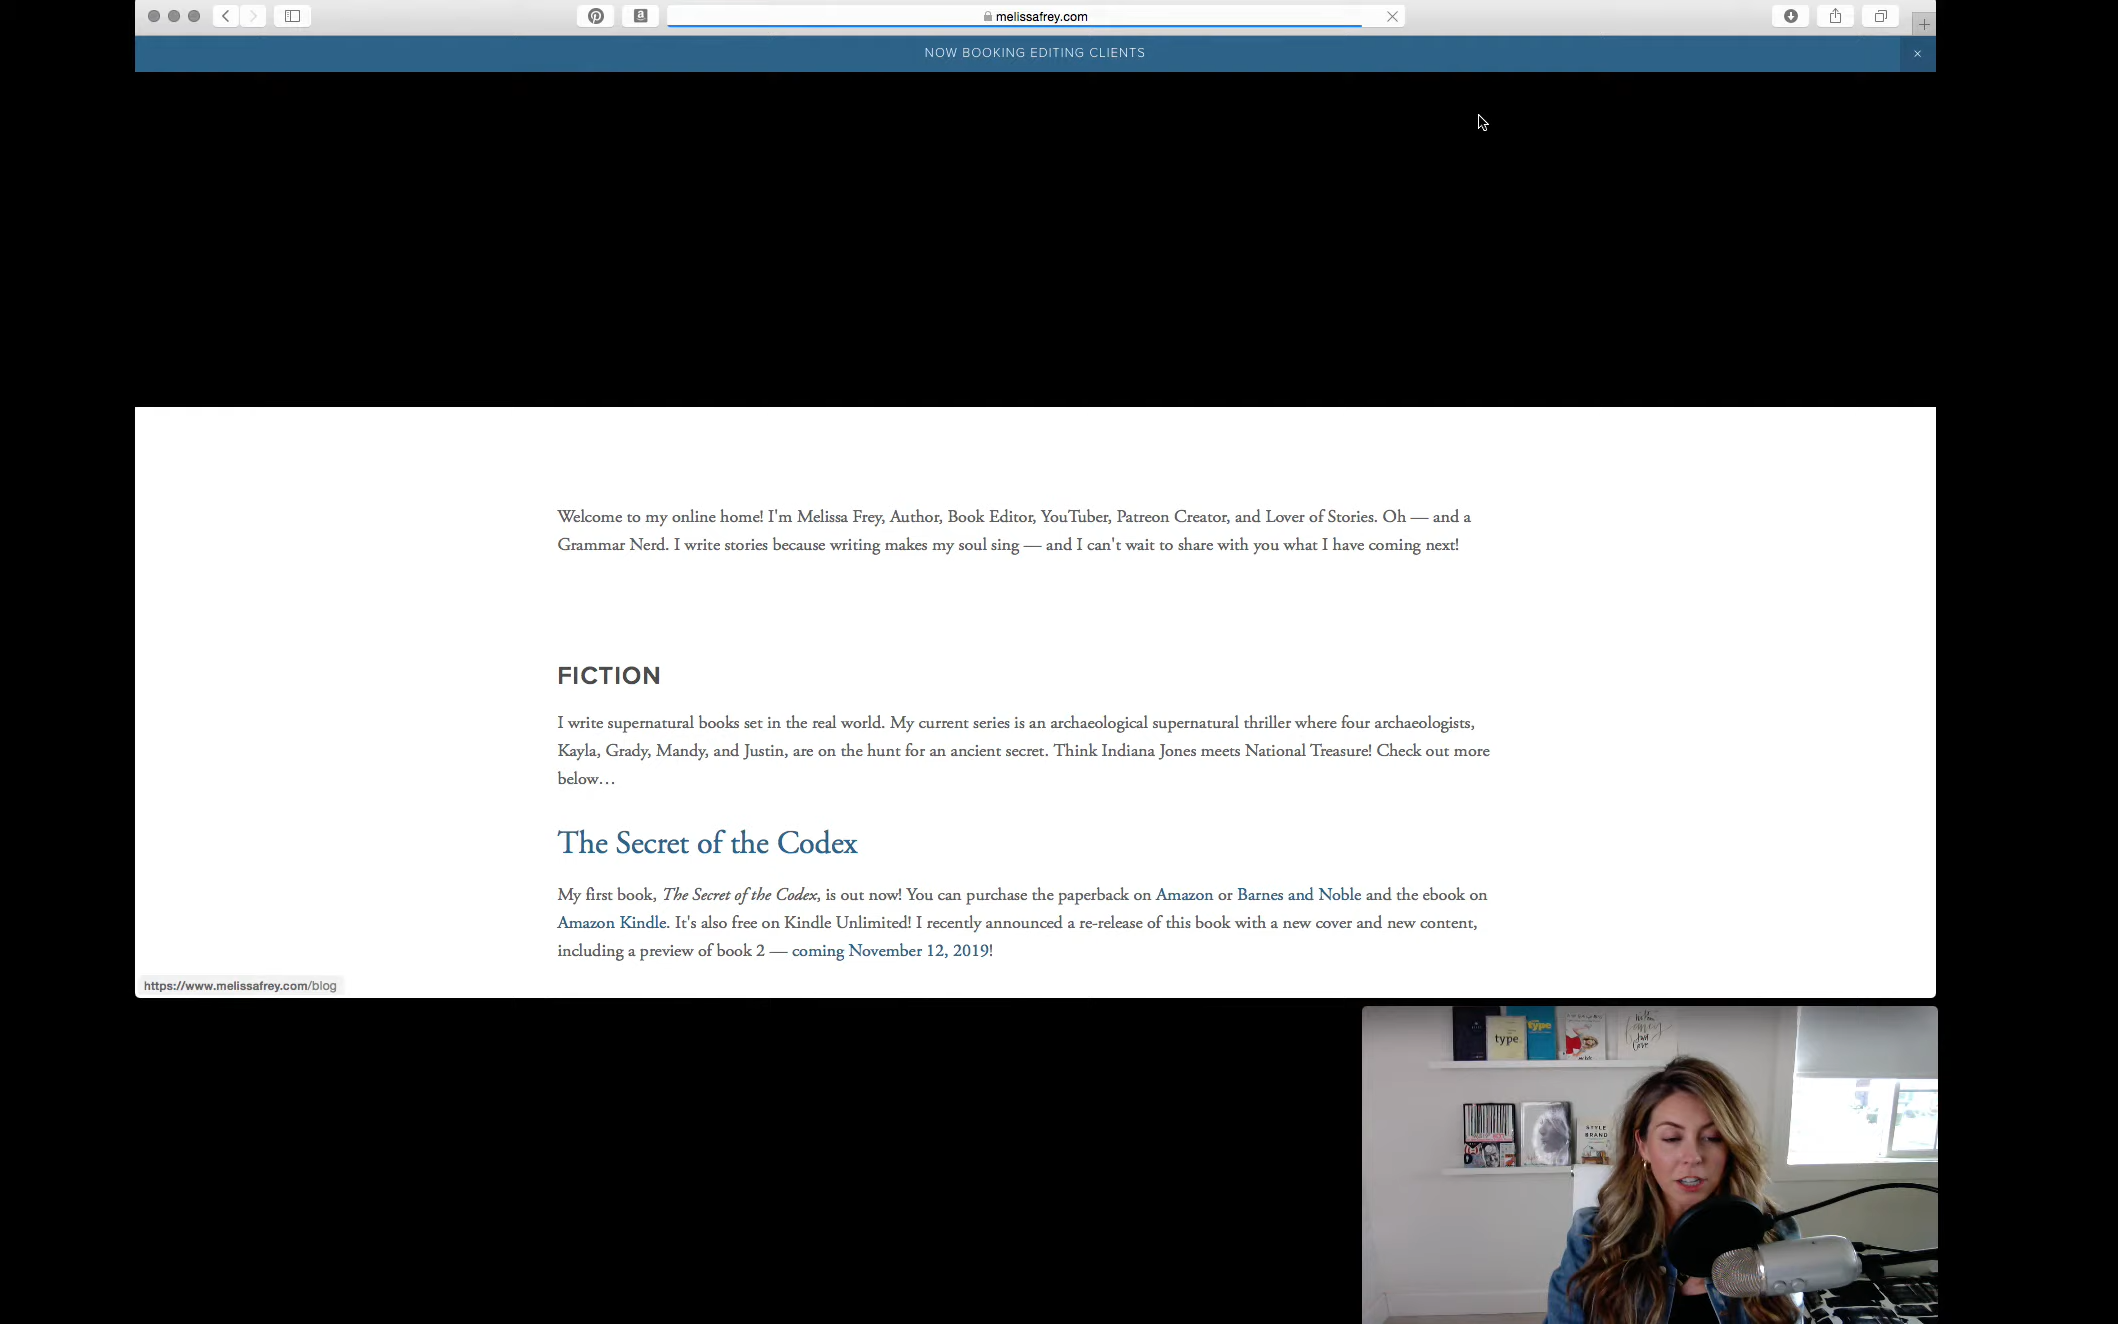 melissafrey.com
NOW BOOKING EDITING CLIENTS
Welcome to my online home! I'm Melissa Frey, Author, Book Editor, YouTuber, Patreon Creator, and Lover of Stories. Oh — and a
Grammar Nerd. I write stories because writing makes my soul sing — and I can't wait to share with you what I have coming next!
FICTION
I write supernatural books set in the real world. My current series is an archaeological supernatural thriller where four archaeologists,
Kayla, Grady, Mandy, and Justin, are on the hunt for an ancient secret. Think Indiana Jones meets National Treasure! Check out more
below…
The Secret of the Codex
My first book, The Secret of the Codex, is out now! You can purchase the paperback on Amazon or Barnes and Noble and the ebook on
Amazon Kindle. It's also free on Kindle Unlimited! I recently announced a re-release of this book with a new cover and new content,
including a preview of book 2 — coming November 12, 2019!
https://www.melissafrey.com/blog
type
type
STYLE
BRAND